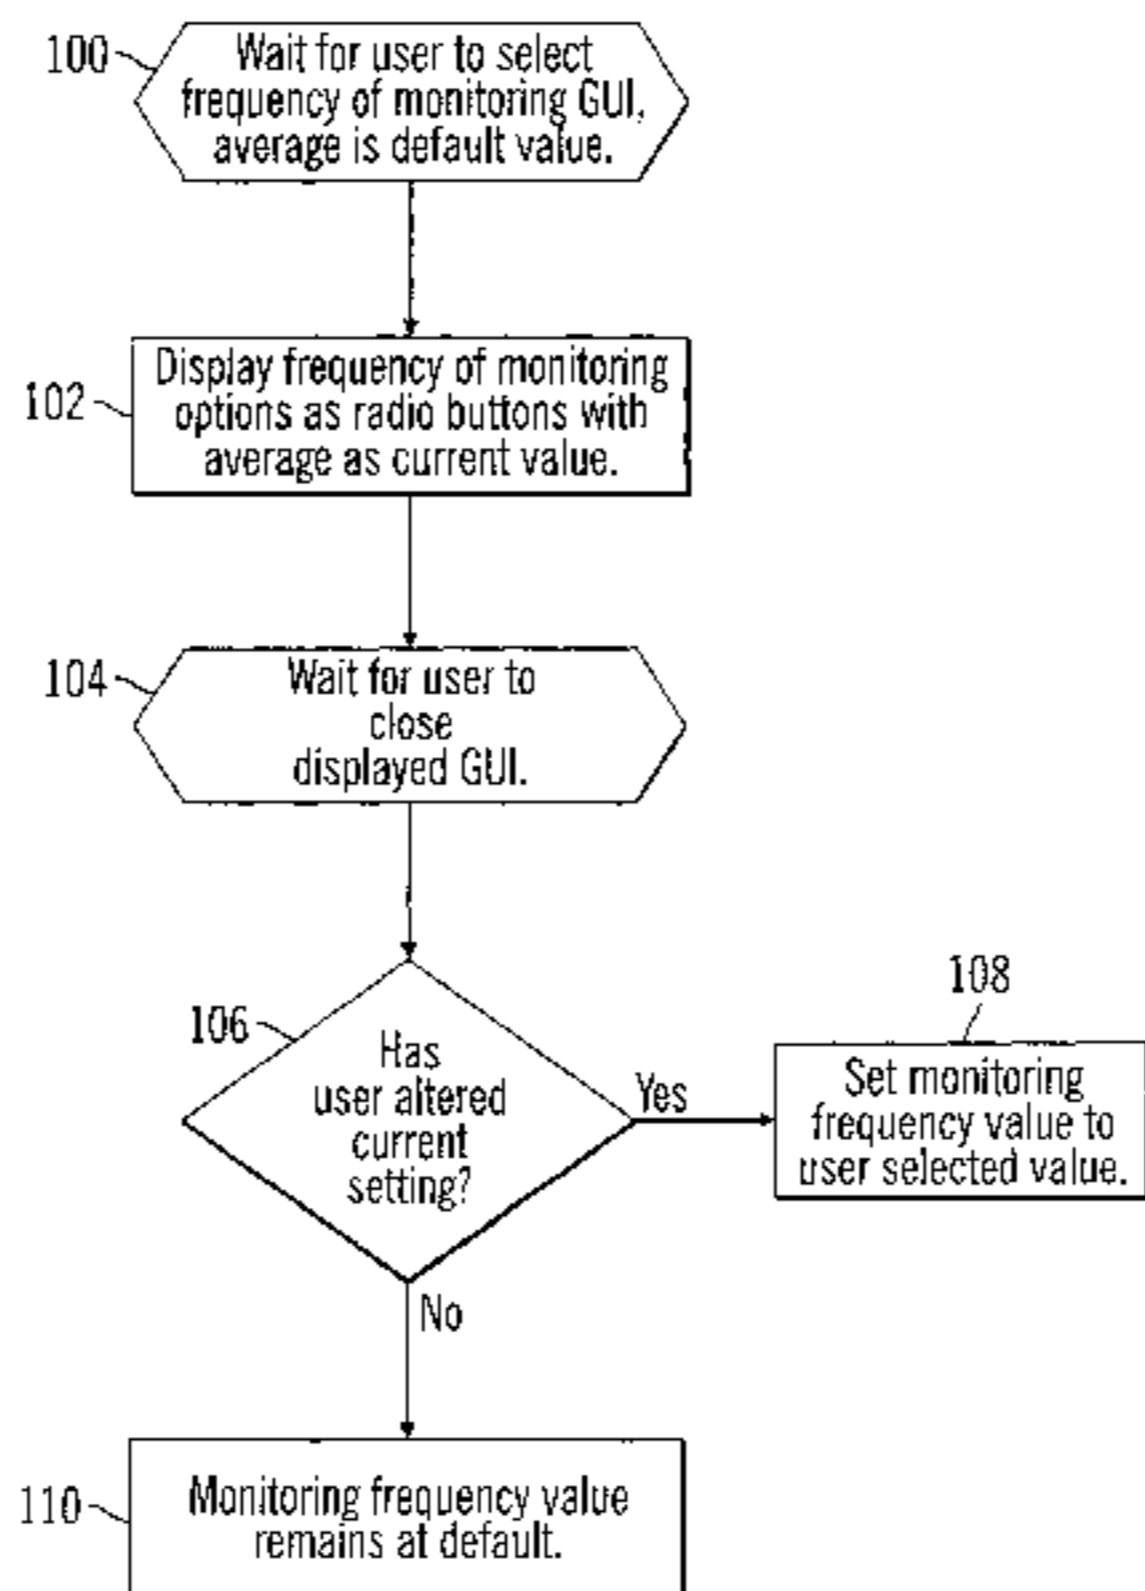 100
Wait for user to select
frequency of monitoring GUI,
average is default value.
102
Display frequency of monitoring
options as radio buttons with
average as current value.
104
Wait for user to
close
displayed GUI.
106
Has
user altered
current
setting?
Yes
108
Set monitoring
frequency value to
user selected value.
No
110
Monitoring frequency value
remains at default.